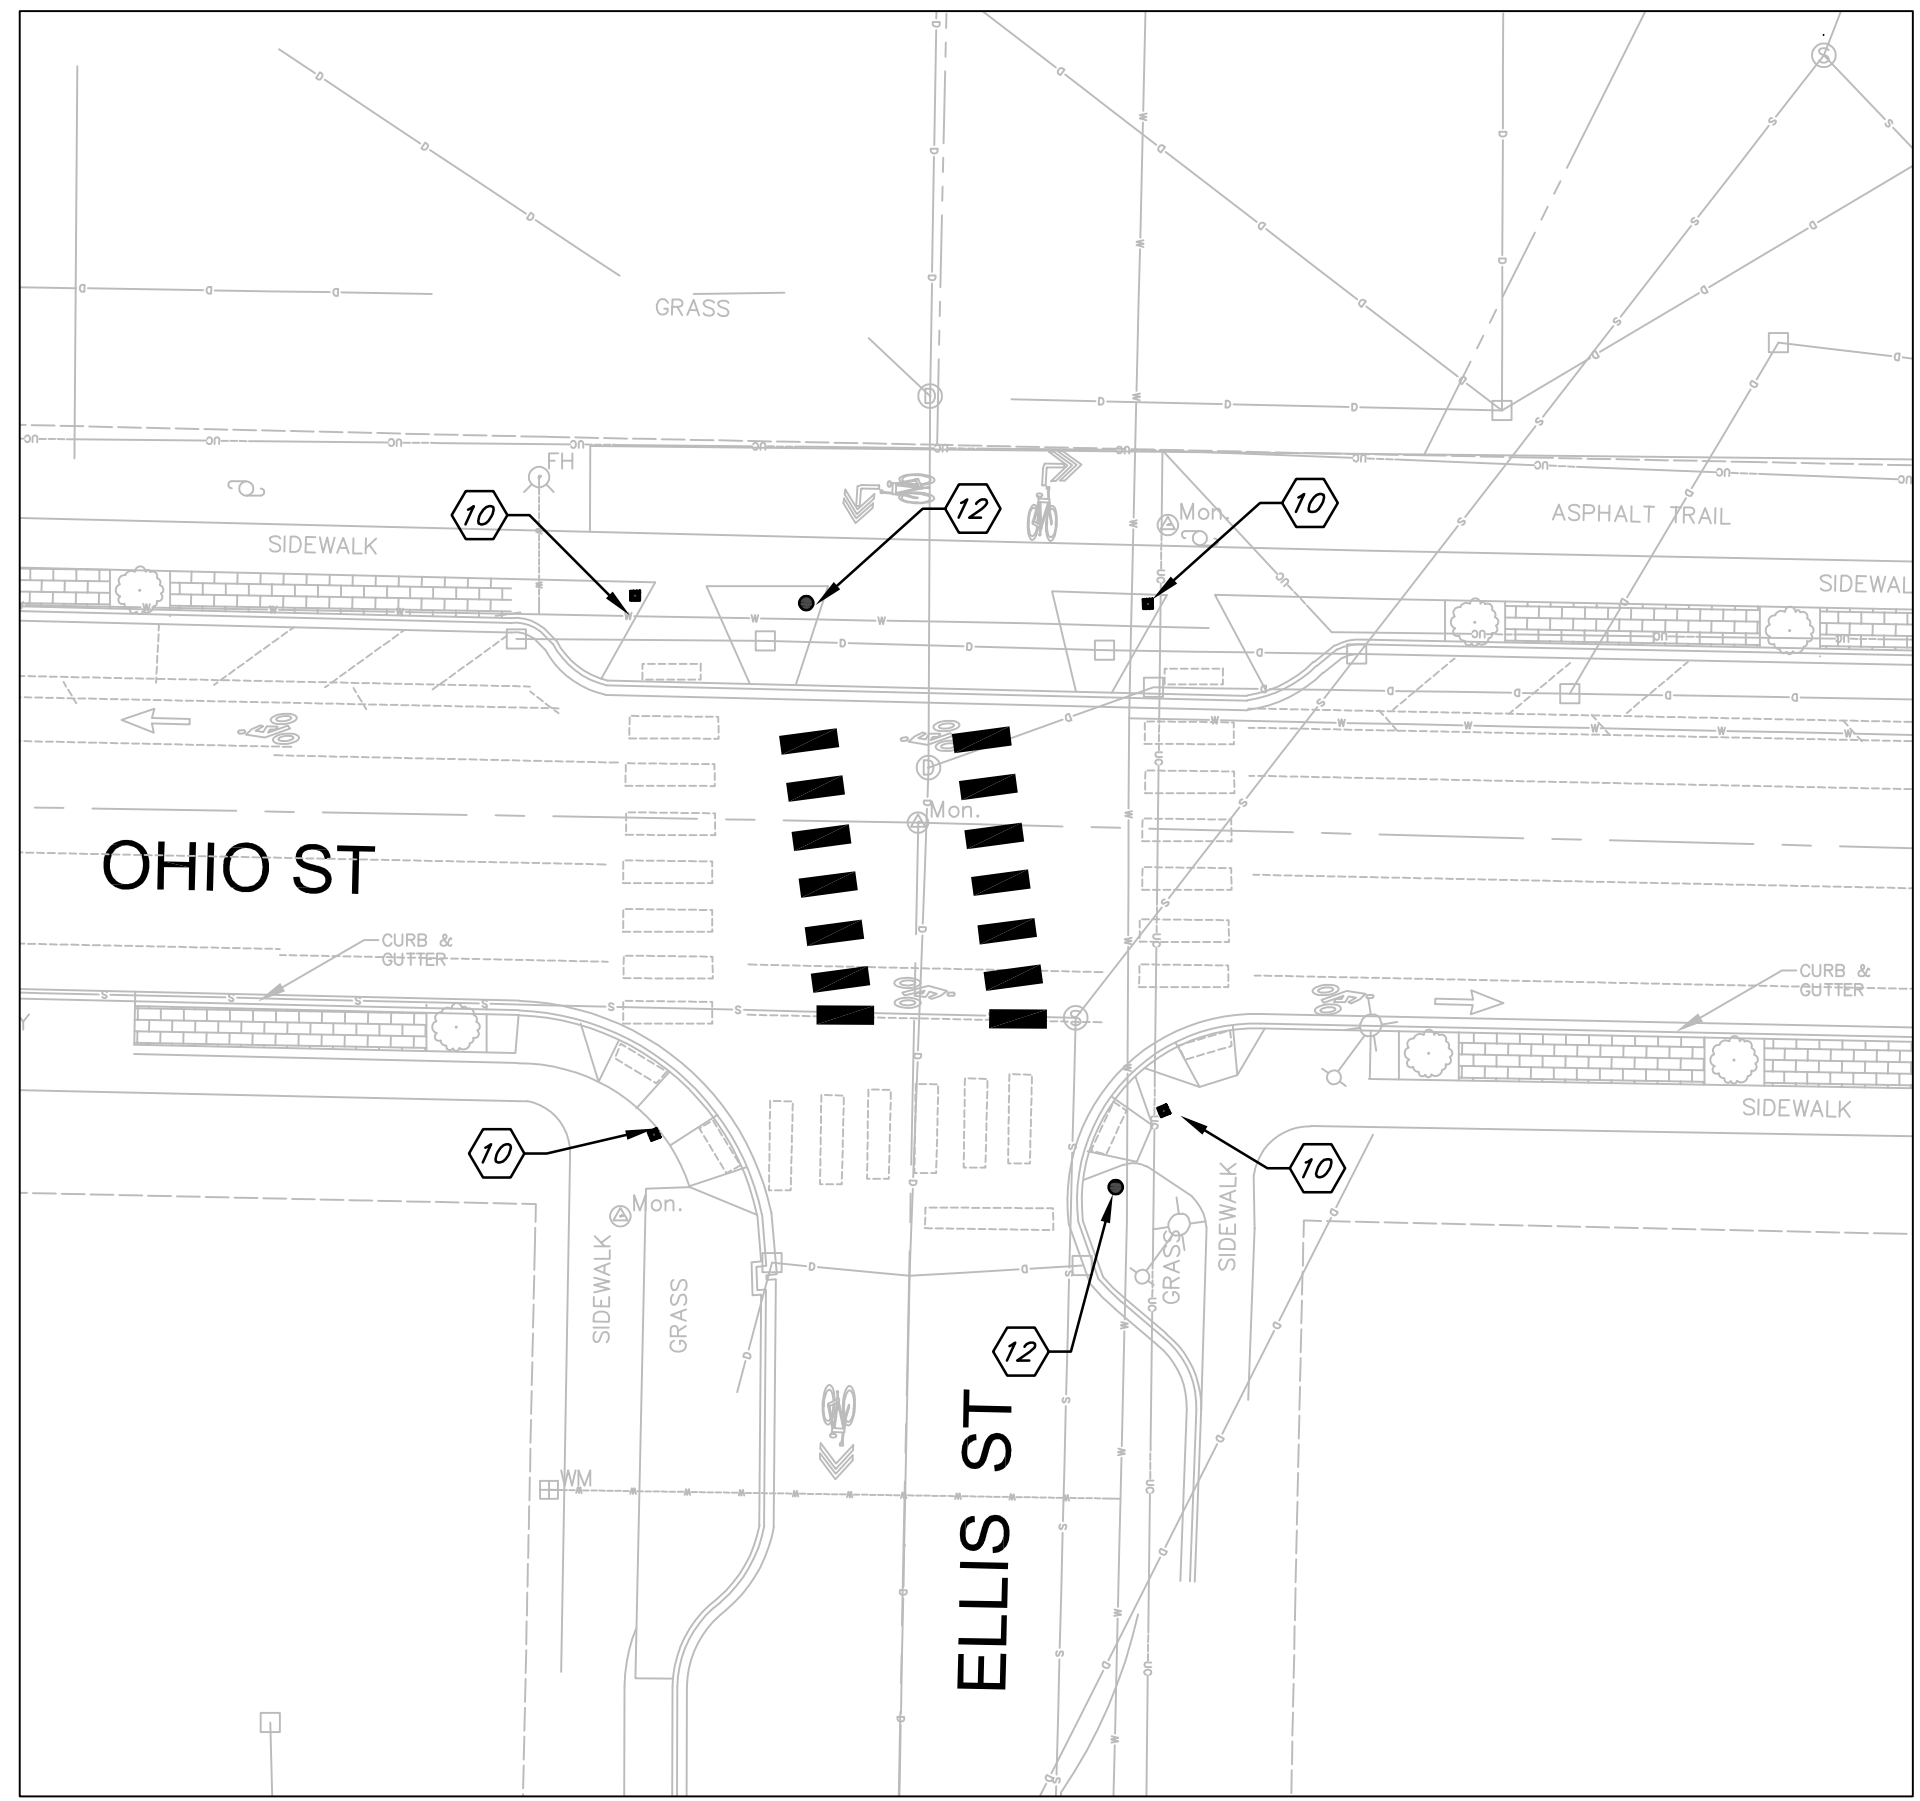 GRASS
FH
10
12
10
Mon.
ASPHALT TRAIL
SIDEWALK
SIDEWAL
Mon.
OHIO ST
CURB &
GUTTER
CURB &
GUTTER
SIDEWALK
10
10
Mon.
SIDEWALK
GRASS
GRASS
SIDEWALK
12
WM
ELLIS ST